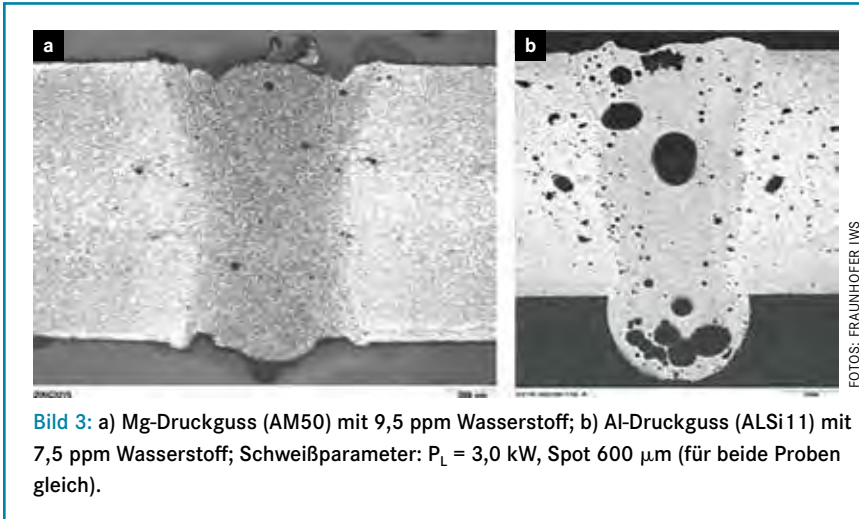 a
b
FOTOS: FRAUNHOFER IWS
Bild 3: a) Mg-Druckguss (AM50) mit 9,5 ppm Wasserstoff; b) Al-Druckguss (ALSi11) mit
7,5 ppm Wasserstoff; Schweißparameter: P_L = 3,0 kW, Spot 600 µm (für beide Proben
gleich).